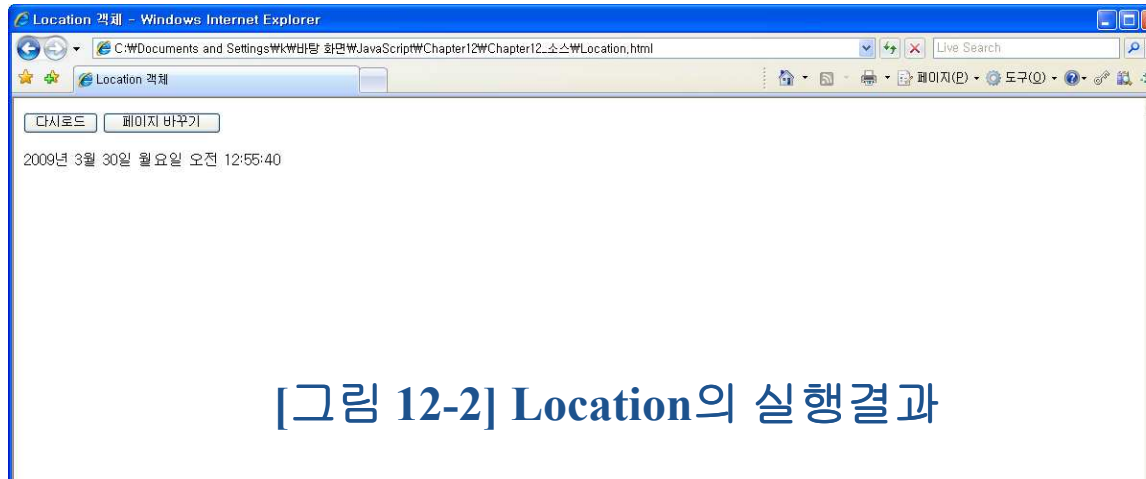 Location 객체 - Windows Internet Explorer
C:₩Documents and Settings₩k₩바탕 화면₩JavaScript₩Chapter12₩Chapter12_소스₩Location.html
Live Search
Location 객체
페이지(P)
도구(O)
다시로드
페이지 바꾸기
2009년 3월 30일 월요일 오전 12:55:40
[그림 12-2] Location의 실행결과